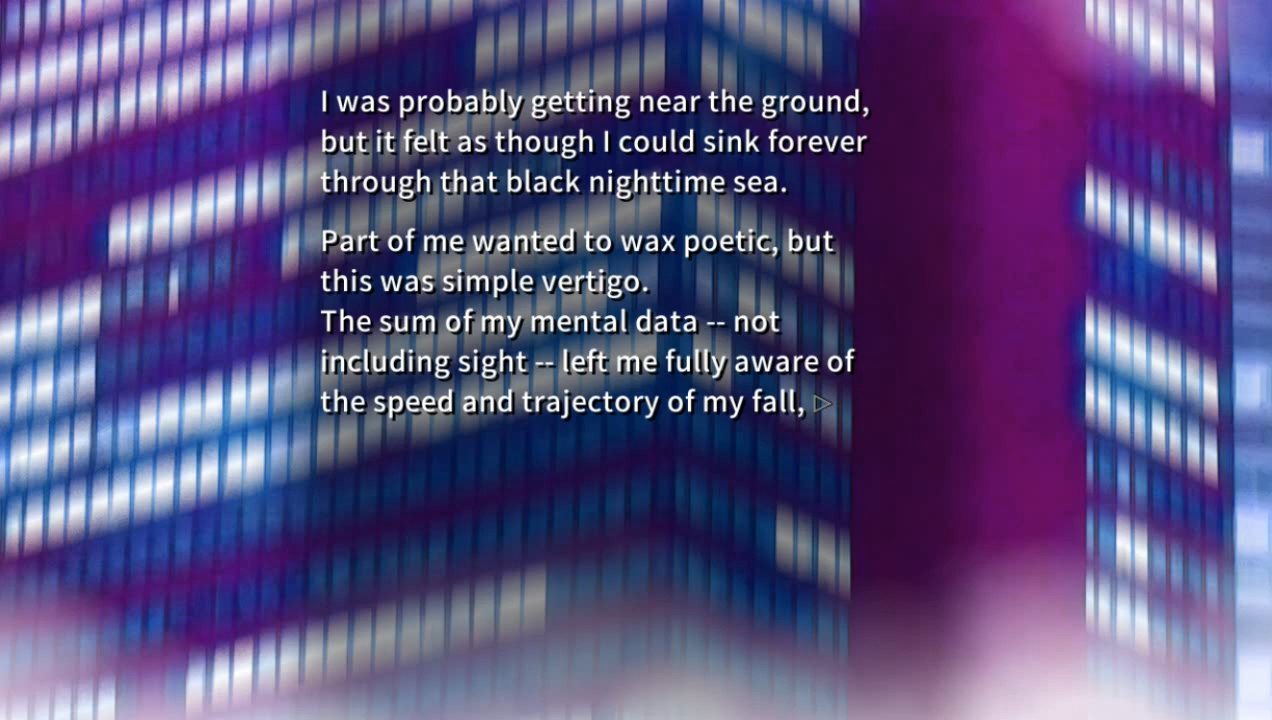 I was probably getting near the ground,
but it felt as though I could sink forever
through that black nighttime sea.
Part of me wanted to wax poetic, but
this was simple vertigo.
The sum of my mental data -- not
including sight -- left me fully aware of
the speed and trajectory of my fall,